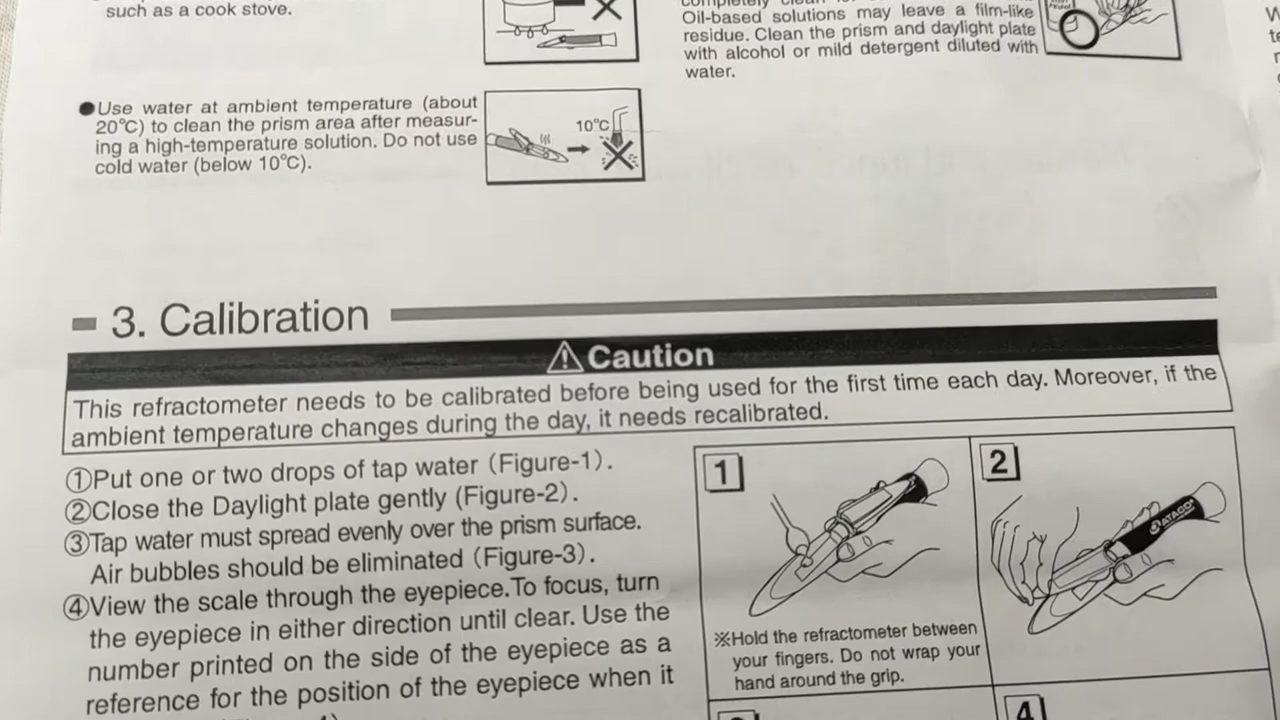 such as a cook stove.
●Use water at ambient temperature (about
20°C) to clean the prism area after measur-
ing a high-temperature solution. Do not use
cold water (below 10°C).
10°C
Oil-based solutions may leave a film-like
residue. Clean the prism and daylight plate
with alcohol or mild detergent diluted with
water.
3. Calibration
⚠Caution
This refractometer needs to be calibrated before being used for the first time each day. Moreover, if the
ambient temperature changes during the day, it needs recalibrated.
①Put one or two drops of tap water (Figure-1).
②Close the Daylight plate gently (Figure-2).
③Tap water must spread evenly over the prism surface.
Air bubbles should be eliminated (Figure-3).
④View the scale through the eyepiece. To focus, turn
the eyepiece in either direction until clear. Use the
number printed on the side of the eyepiece as a
reference for the position of the eyepiece when it
1
※Hold the refractometer between
your fingers. Do not wrap your
hand around the grip.
2
ATAGO
4